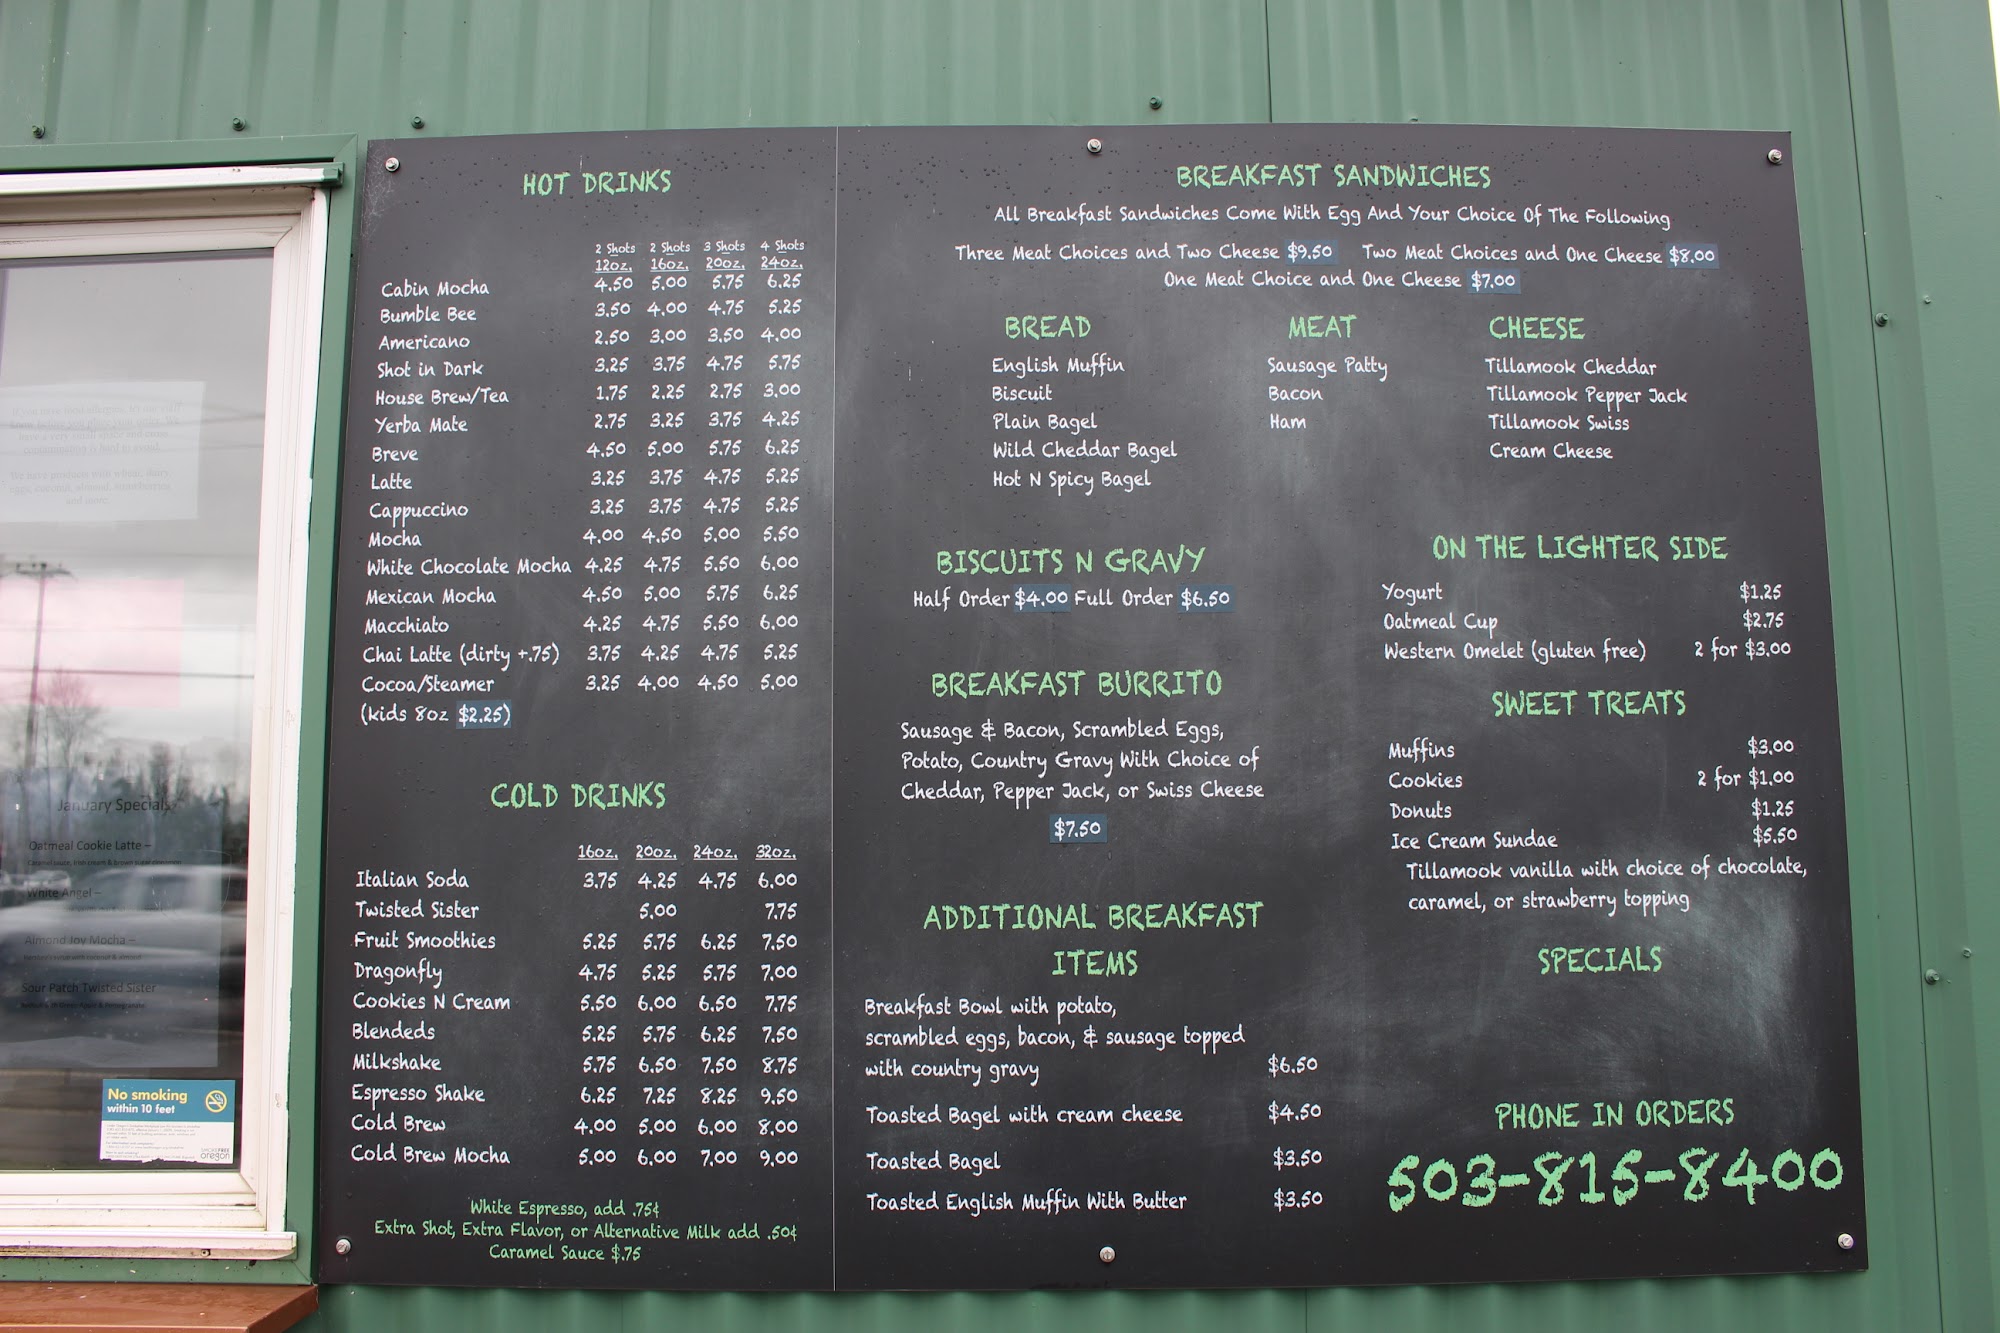 HOT DRINKS
2 Shots 2 Shots 3 Shots 4 Shots
12oz. 16oz. 20oz. 24oz.
Cabin Mocha 4.50 5.00 5.75 6.25
Bumble Bee 3.50 4.00 4.75 5.25
Americano 2.50 3.00 3.50 4.00
Shot in Dark 3.25 3.75 4.75 5.75
House Brew/Tea 1.75 2.25 2.75 3.00
Yerba Mate 2.75 3.25 3.75 4.25
Breve 4.50 5.00 5.75 6.25
Latte 3.25 3.75 4.75 5.25
Cappuccino 3.25 3.75 4.75 5.25
Mocha 4.00 4.50 5.00 5.50
White Chocolate Mocha 4.25 4.75 5.50 6.00
Mexican Mocha 4.50 5.00 5.75 6.25
Macchiato 4.25 4.75 5.50 6.00
Chai Latte (dirty +.75) 3.75 4.25 4.75 5.25
Cocoa/Steamer 3.25 4.00 4.50 5.00
(kids 8oz $2.25)
COLD DRINKS
16oz. 20oz. 24oz. 32oz.
Italian Soda 3.75 4.25 4.75 6.00
Twisted Sister 5.00 7.75
Fruit Smoothies 5.25 5.75 6.25 7.50
Dragonfly 4.75 5.25 5.75 7.00
Cookies N Cream 5.50 6.00 6.50 7.75
Blendeds 5.25 5.75 6.25 7.50
Milkshake 5.75 6.50 7.50 8.75
Espresso Shake 6.25 7.25 8.25 9.50
Cold Brew 4.00 5.00 6.00 8.00
Cold Brew Mocha 5.00 6.00 7.00 9.00
White Espresso, add .75¢
Extra Shot, Extra Flavor, or Alternative Milk add .50¢
Caramel Sauce $.75
BREAKFAST SANDWICHES
All Breakfast Sandwiches Come With Egg And Your Choice Of The Following
Three Meat Choices and Two Cheese $9.50 Two Meat Choices and One Cheese $8.00
One Meat Choice and One Cheese $7.00
BREAD
English Muffin
Biscuit
Plain Bagel
Wild Cheddar Bagel
Hot N Spicy Bagel
MEAT
Sausage Patty
Bacon
Ham
CHEESE
Tillamook Cheddar
Tillamook Pepper Jack
Tillamook Swiss
Cream Cheese
BISCUITS N GRAVY
Half Order $4.00 Full Order $6.50
BREAKFAST BURRITO
Sausage & Bacon, Scrambled Eggs,
Potato, Country Gravy With Choice of
Cheddar, Pepper Jack, or Swiss Cheese
$7.50
ADDITIONAL BREAKFAST
ITEMS
Breakfast Bowl with potato,
scrambled eggs, bacon, & sausage topped
with country gravy $6.50
Toasted Bagel with cream cheese $4.50
Toasted Bagel $3.50
Toasted English Muffin With Butter $3.50
ON THE LIGHTER SIDE
Yogurt $1.25
Oatmeal Cup $2.75
Western Omelet (gluten free) 2 for $3.00
SWEET TREATS
Muffins $3.00
Cookies 2 for $1.00
Donuts $1.25
Ice Cream Sundae $5.50
Tillamook vanilla with choice of chocolate,
caramel, or strawberry topping
SPECIALS
PHONE IN ORDERS
503-815-8400
January Specials
Oatmeal Cookie Latte –
White Angel –
Almond Joy Mocha –
Sour Patch Twisted Sister
No smoking
within 10 feet
SMOKEFREE
oregon